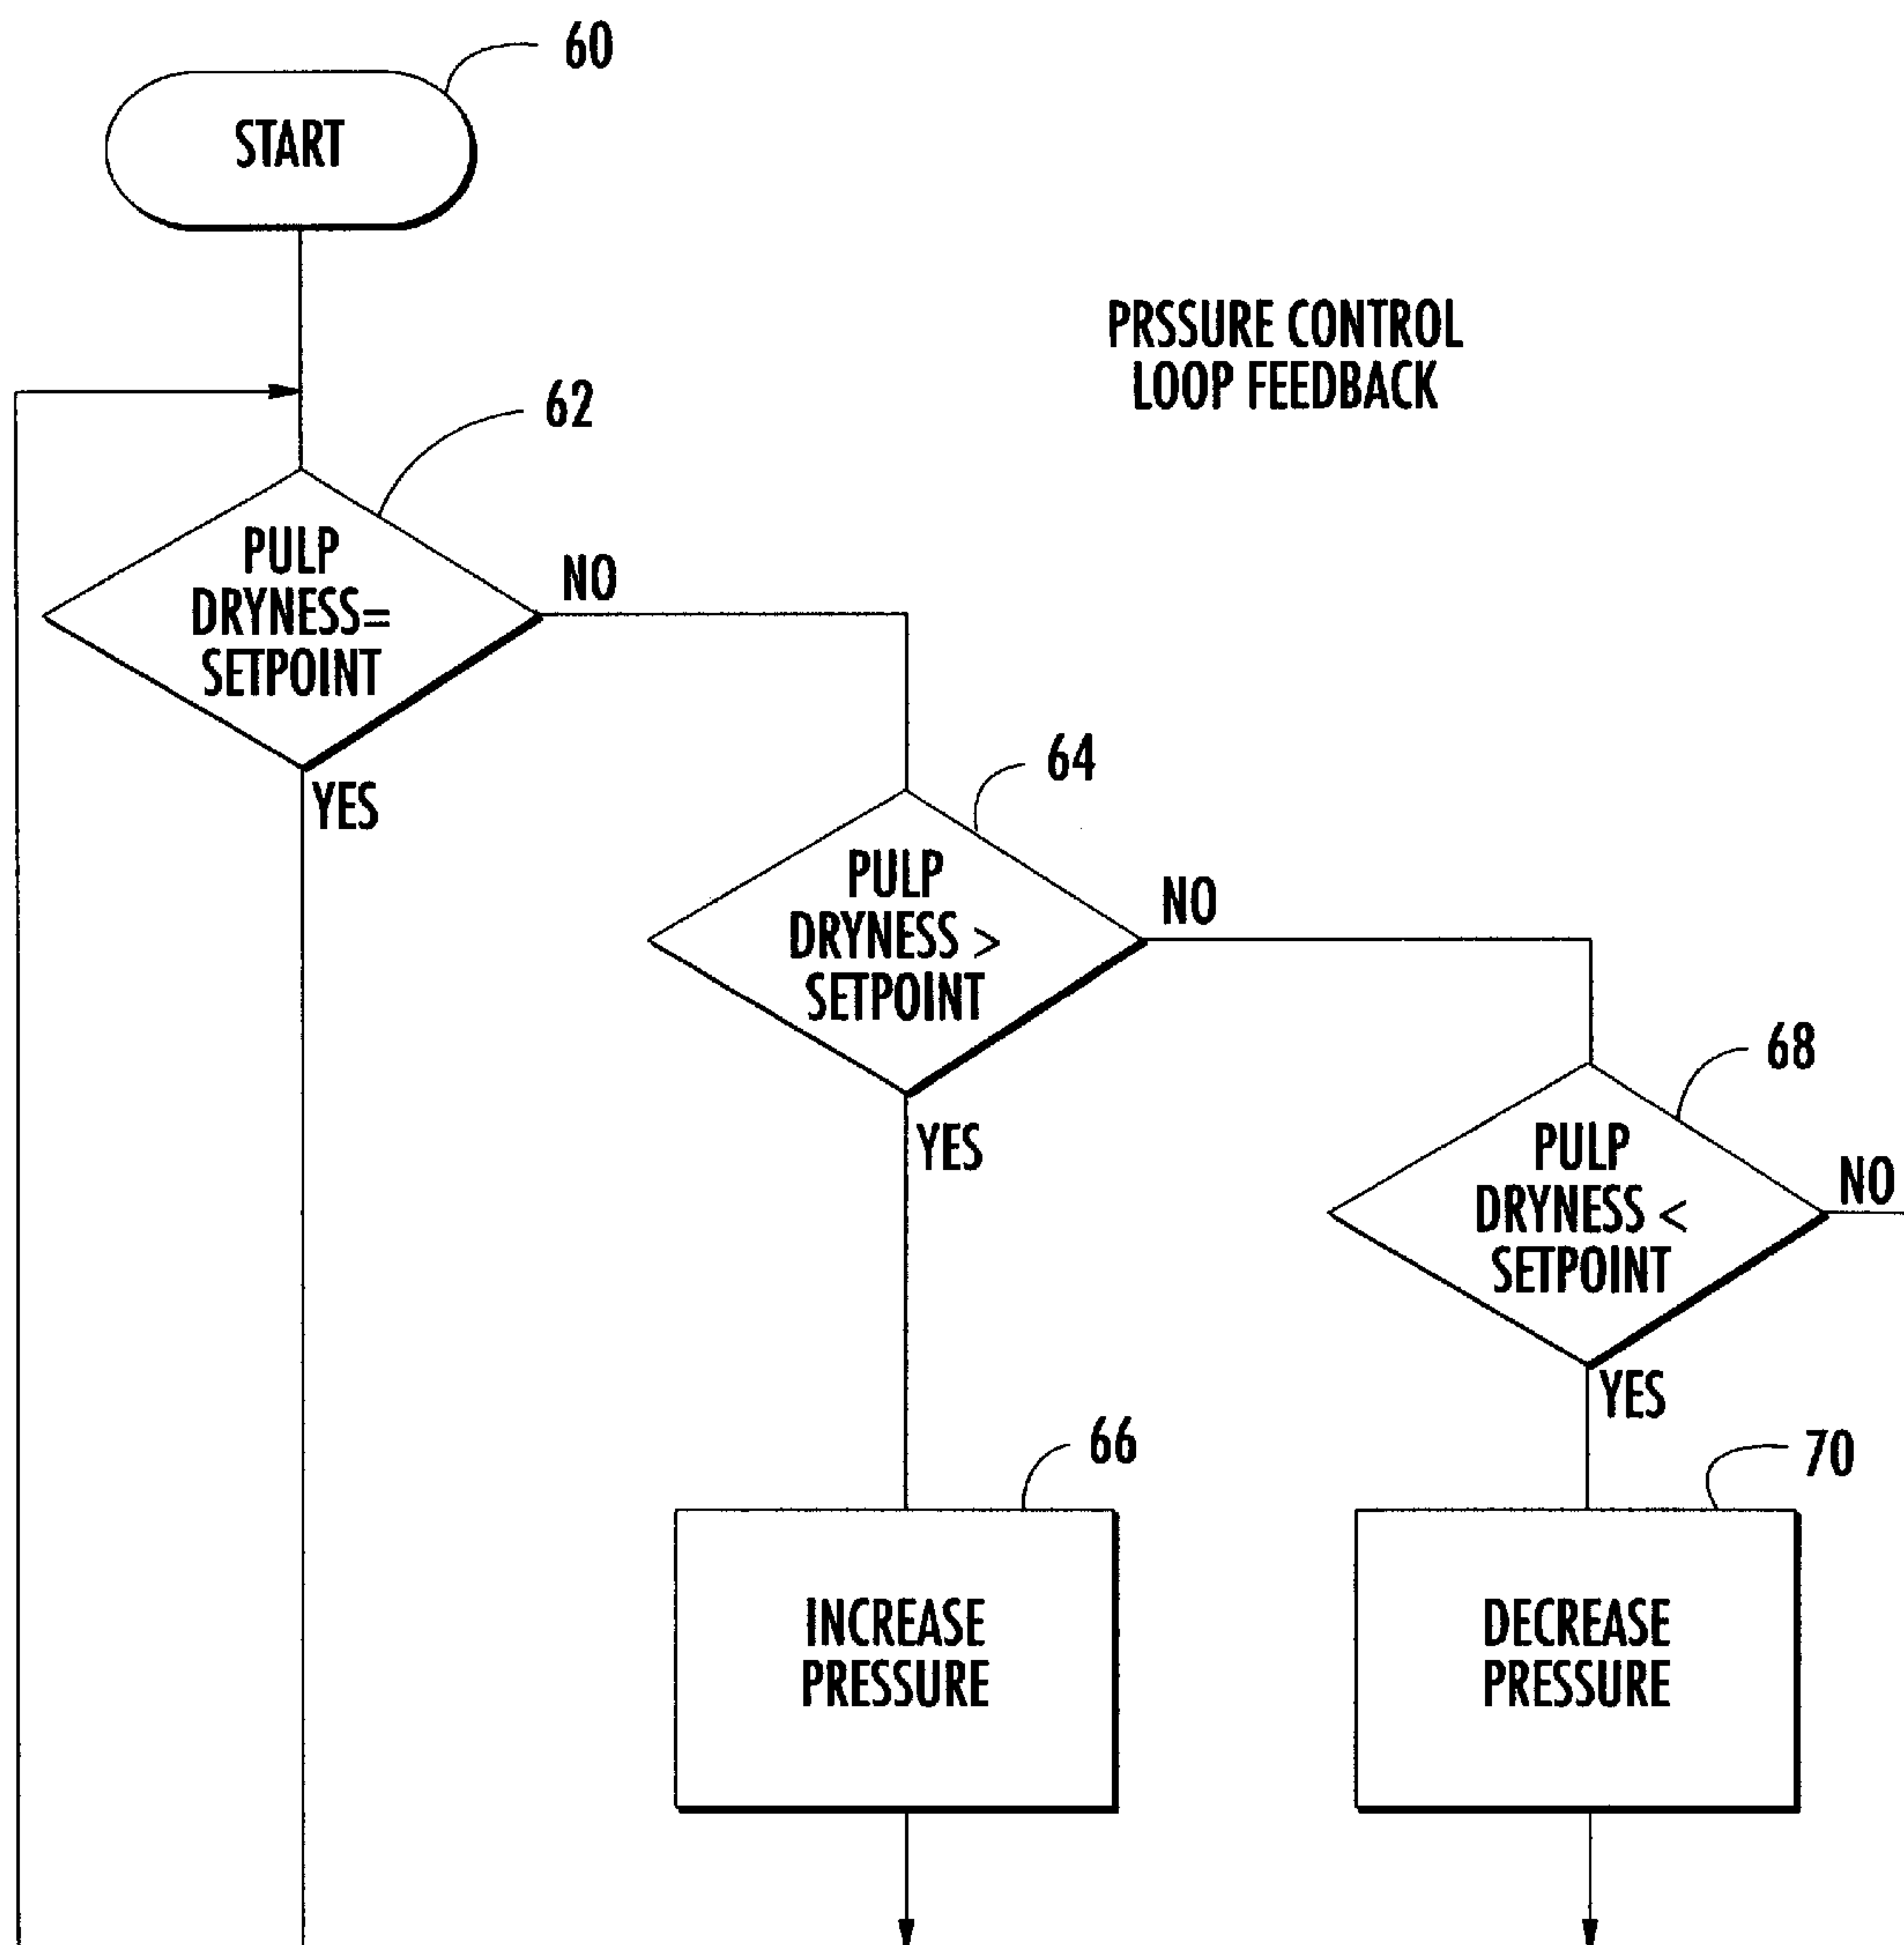 60
START
PRSSURE CONTROL
LOOP FEEDBACK
62
PULP
DRYNESS=
SETPOINT
NO
YES
64
PULP
DRYNESS >
SETPOINT
NO
YES
68
PULP
DRYNESS <
SETPOINT
NO
YES
66
INCREASE
PRESSURE
70
DECREASE
PRESSURE